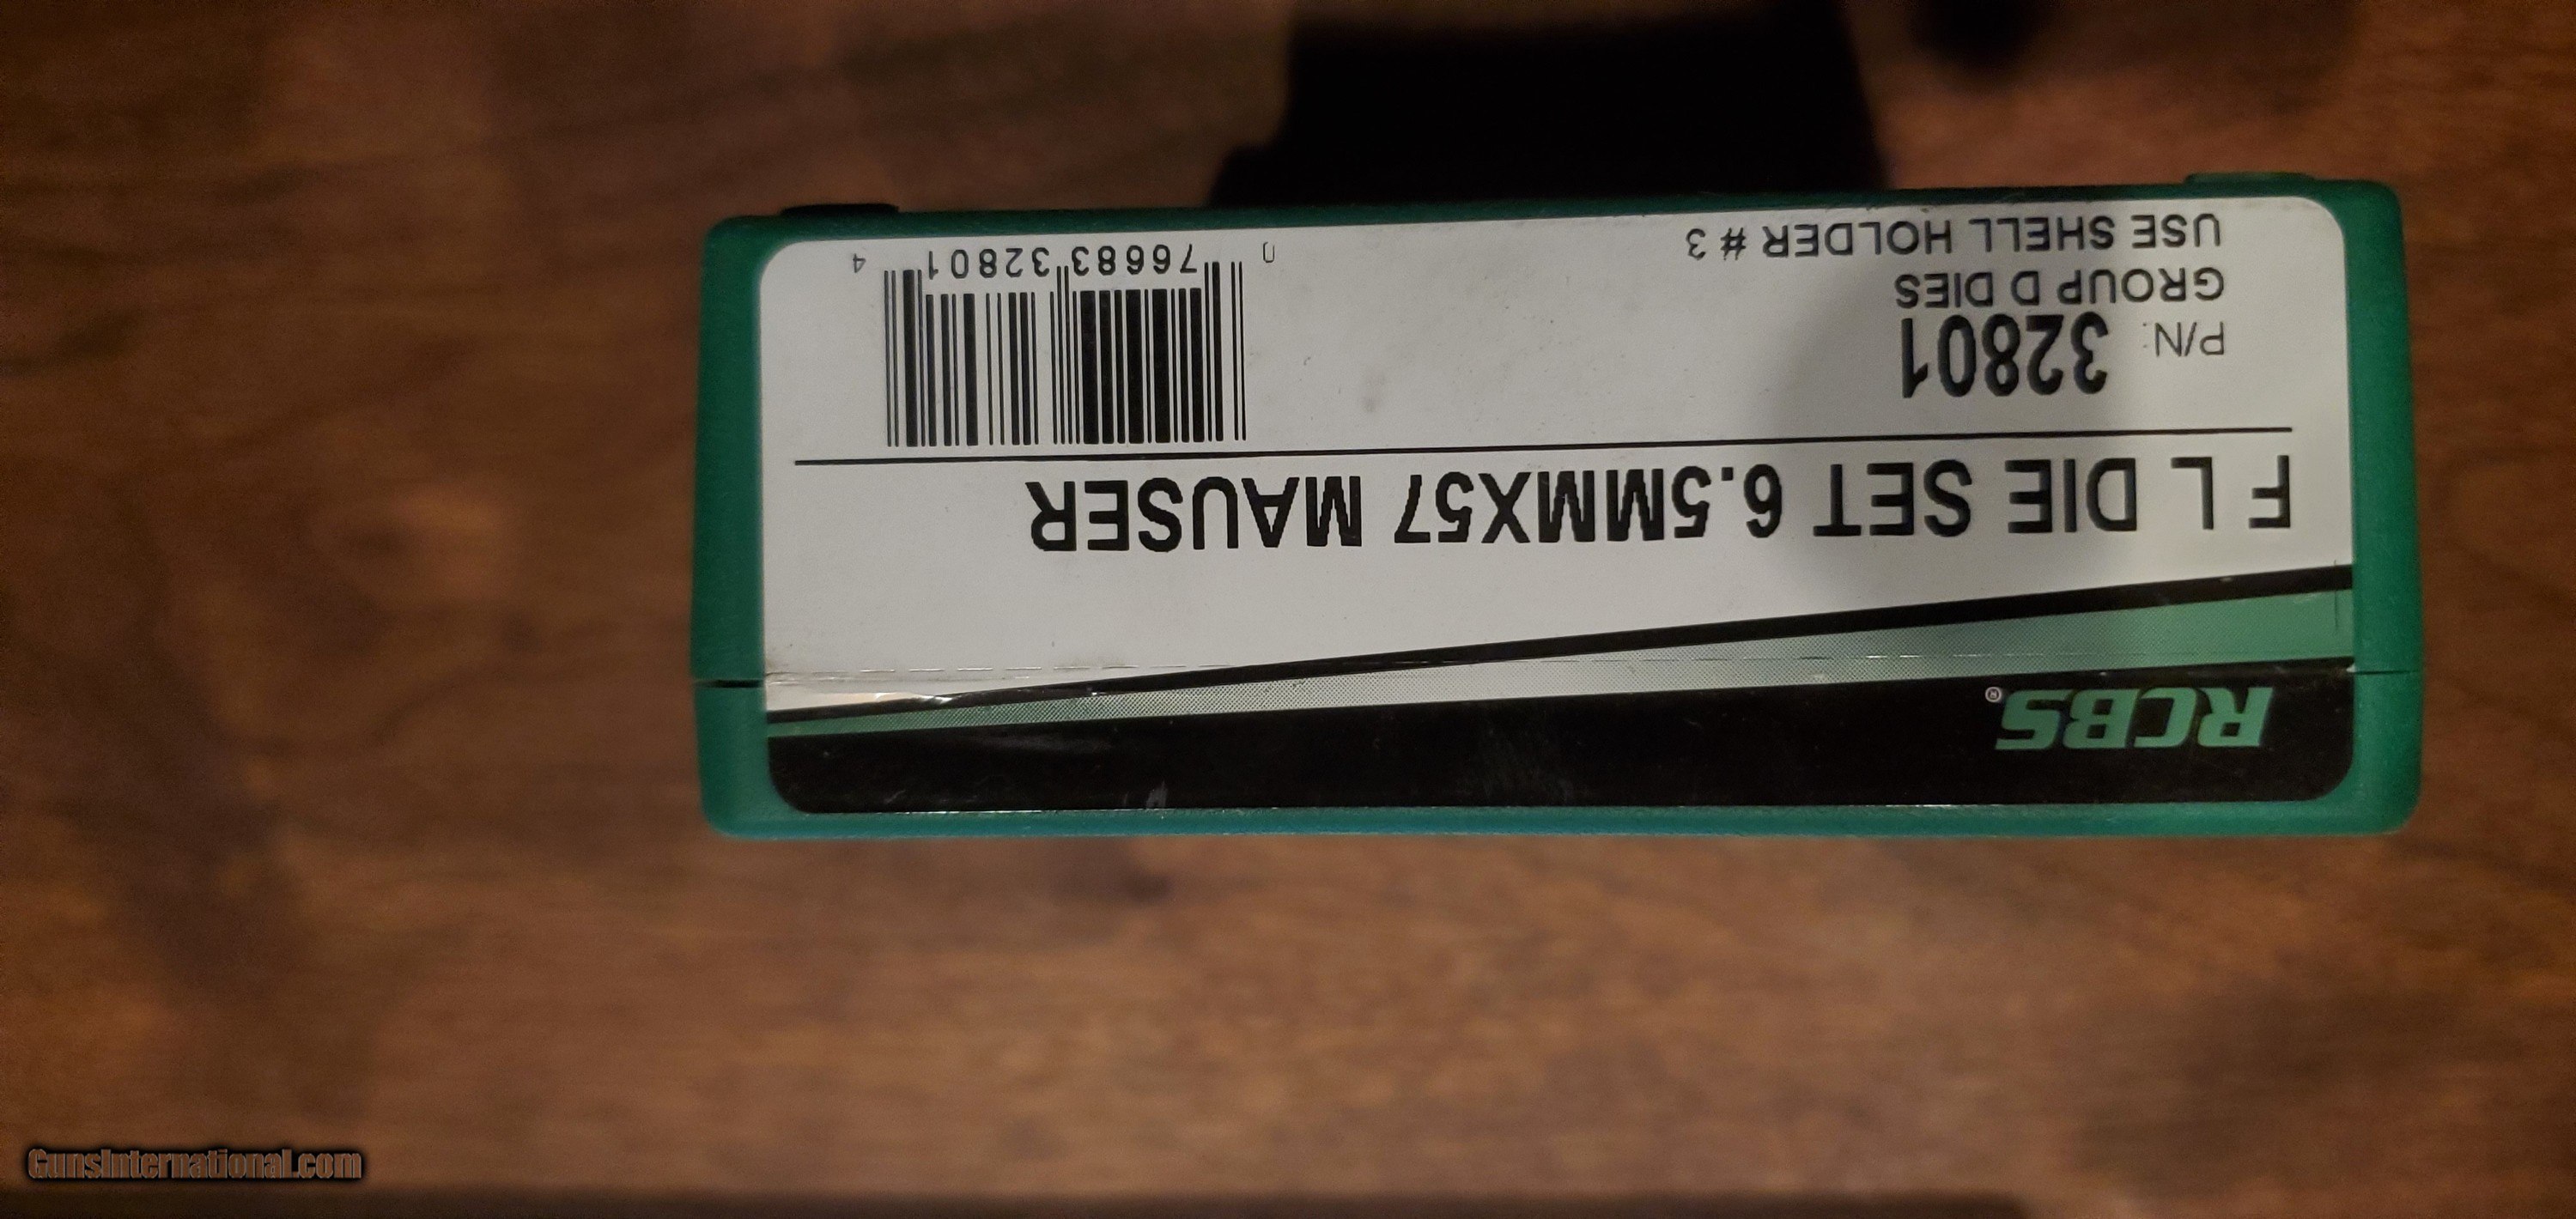 RCBS®
F L DIE SET 6.5MMX57 MAUSER
P/N: 32801
GROUP D DIES
USE SHELL HOLDER # 3
0 76683 32801 4
GunsInternational.com